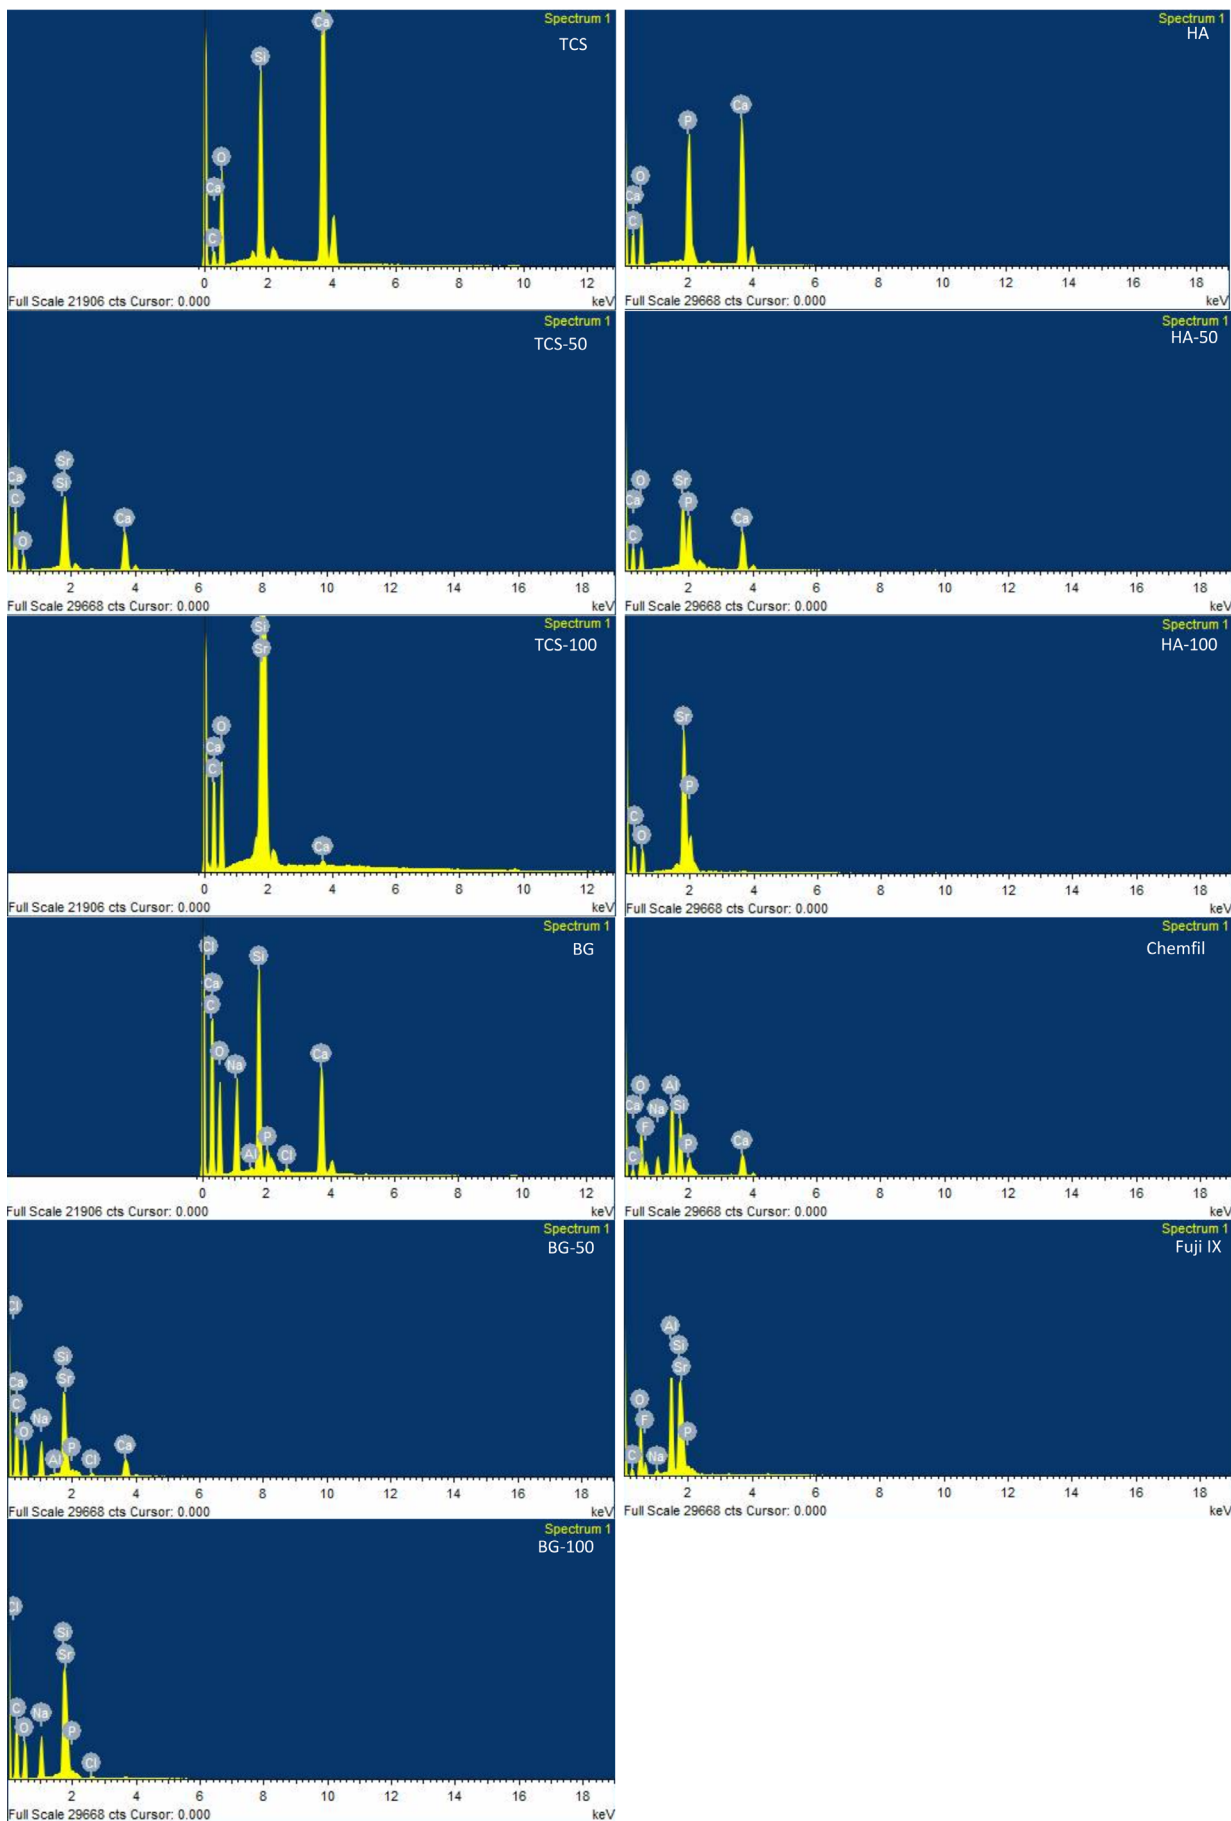 Spectrum 1
TCS
Ca
Si
O
Ca
C
0 2 4 6 8 10 12
Full Scale 21906 cts Cursor: 0.000 keV
Spectrum 1
HA
Ca
P
O
Ca
C
2 4 6 8 10 12 14 16 18
Full Scale 29668 cts Cursor: 0.000 keV
Spectrum 1
TCS-50
Sr
Ca Si
C
Ca
O
6 8 10 12 14 16 18
Full Scale 29668 cts Cursor: 0.000 keV
Spectrum 1
HA-50
O Sr
Ca P
Ca
C
2 4 6 8 10 12 14 16 18
Full Scale 29668 cts Cursor: 0.000 keV
Spectrum 1
Si
TCS-100
Sr
O
Ca
C
Ca
0 2 4 6 8 10 12
Full Scale 21906 cts Cursor: 0.000 keV
Spectrum 1
HA-100
Sr
P
C
O
2 4 6 8 10 12 14 16 18
Full Scale 29668 cts Cursor: 0.000 keV
Spectrum 1
BG
Cl Si
Ca
C
O Ca
Na
P
Al Cl
0 2 4 6 8 10 12
Full Scale 21906 cts Cursor: 0.000 keV
Spectrum 1
Chemfil
O Al
Ca Na Si
F
P Ca
C
2 4 6 8 10 12 14 16 18
Full Scale 29668 cts Cursor: 0.000 keV
Spectrum 1
BG-50
Cl
Si
Ca Sr
C
Na
O P Ca
Al Cl
2 4 6 8 10 12 14 16 18
Full Scale 29668 cts Cursor: 0.000 keV
Spectrum 1
Fuji IX
Al
Si
Sr
O
F
P
C Na
2 4 6 8 10 12 14 16 18
Full Scale 29668 cts Cursor: 0.000 keV
Spectrum 1
BG-100
Cl
Si
Sr
C Na
O P
Cl
2 4 6 8 10 12 14 16 18
Full Scale 29668 cts Cursor: 0.000 keV